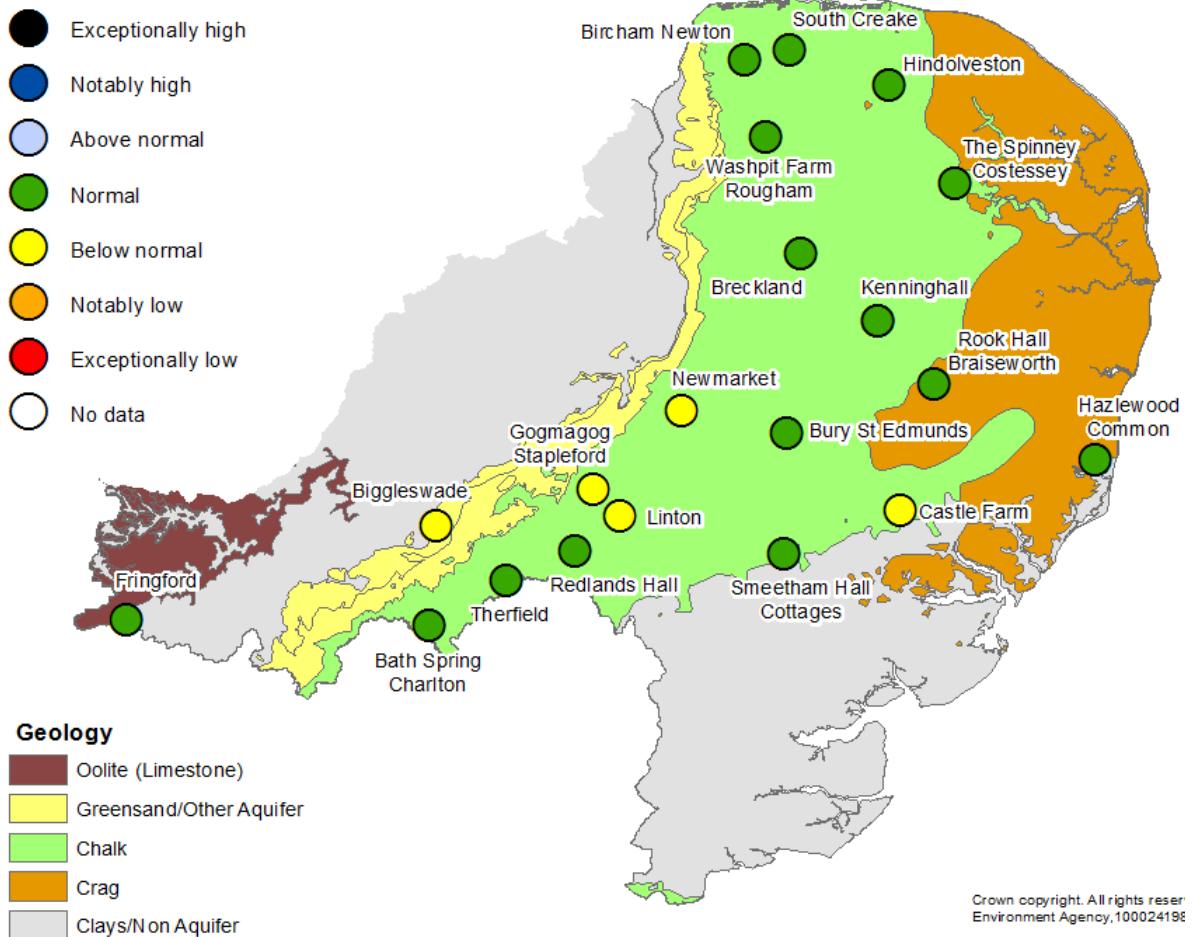 Exceptionally high
Notably high
Above normal
Normal
Below normal
Notably low
Exceptionally low
No data
Bircham Newton
South Creake
Hindolveston
Washpit Farm
Rougham
The Spinney
Costessey
Breckland
Kenninghall
Rook Hall
Braiseworth
Newmarket
Hazlewood
Common
Gogmagog
Stapleford
Bury St Edmunds
Biggleswade
Linton
Castle Farm
Fringford
Redlands Hall
Smeetham Hall
Cottages
Therfield
Bath Spring
Charlton
Geology
Oolite (Limestone)
Greensand/Other Aquifer
Chalk
Crag
Clays/Non Aquifer
Crown copyright. All rights reser
Environment Agency,100024198